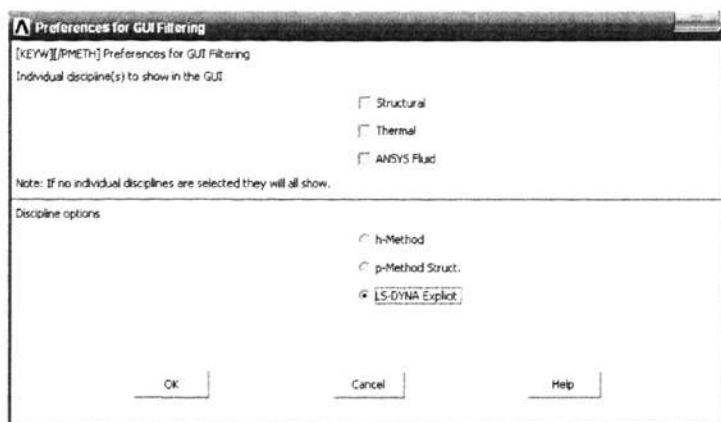 Preferences for GUI Filtering
[KEYW][/PMETH] Preferences for GUI Filtering
Individual discipline(s) to show in the GUI
Structural
Thermal
ANSYS Fluid
Note: If no individual disciplines are selected they will all show.
Discipline options
h-Method
p-Method Struct.
LS-DYNA Explicit
OK Cancel Help